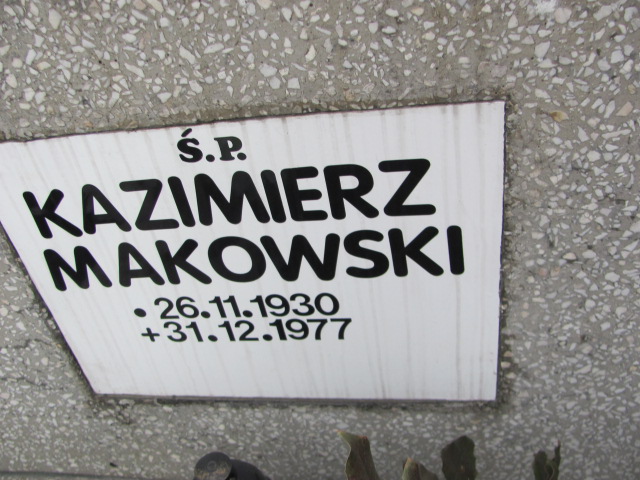 Ś.P.
KAZIMIERZ
MAKOWSKI
• 26.11.1930
+31.12.1977